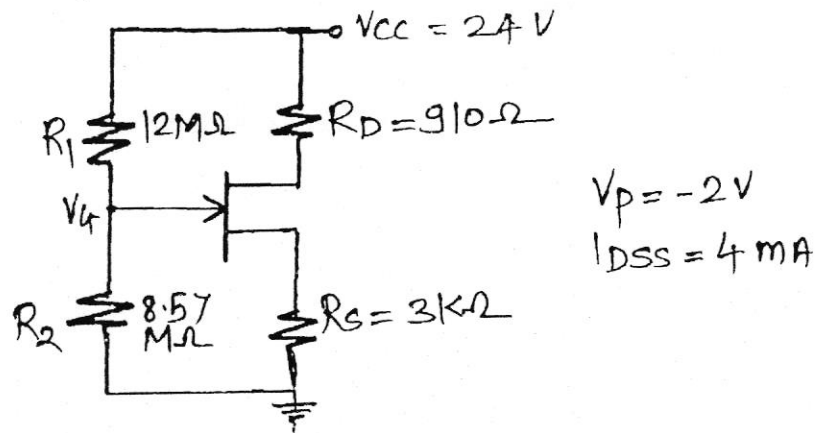 VCC = 24 V
R1 12MΩ
RD = 910Ω
VG
VP = -2V
IDSS = 4 mA
R2 8.57 MΩ
RS = 3KΩ